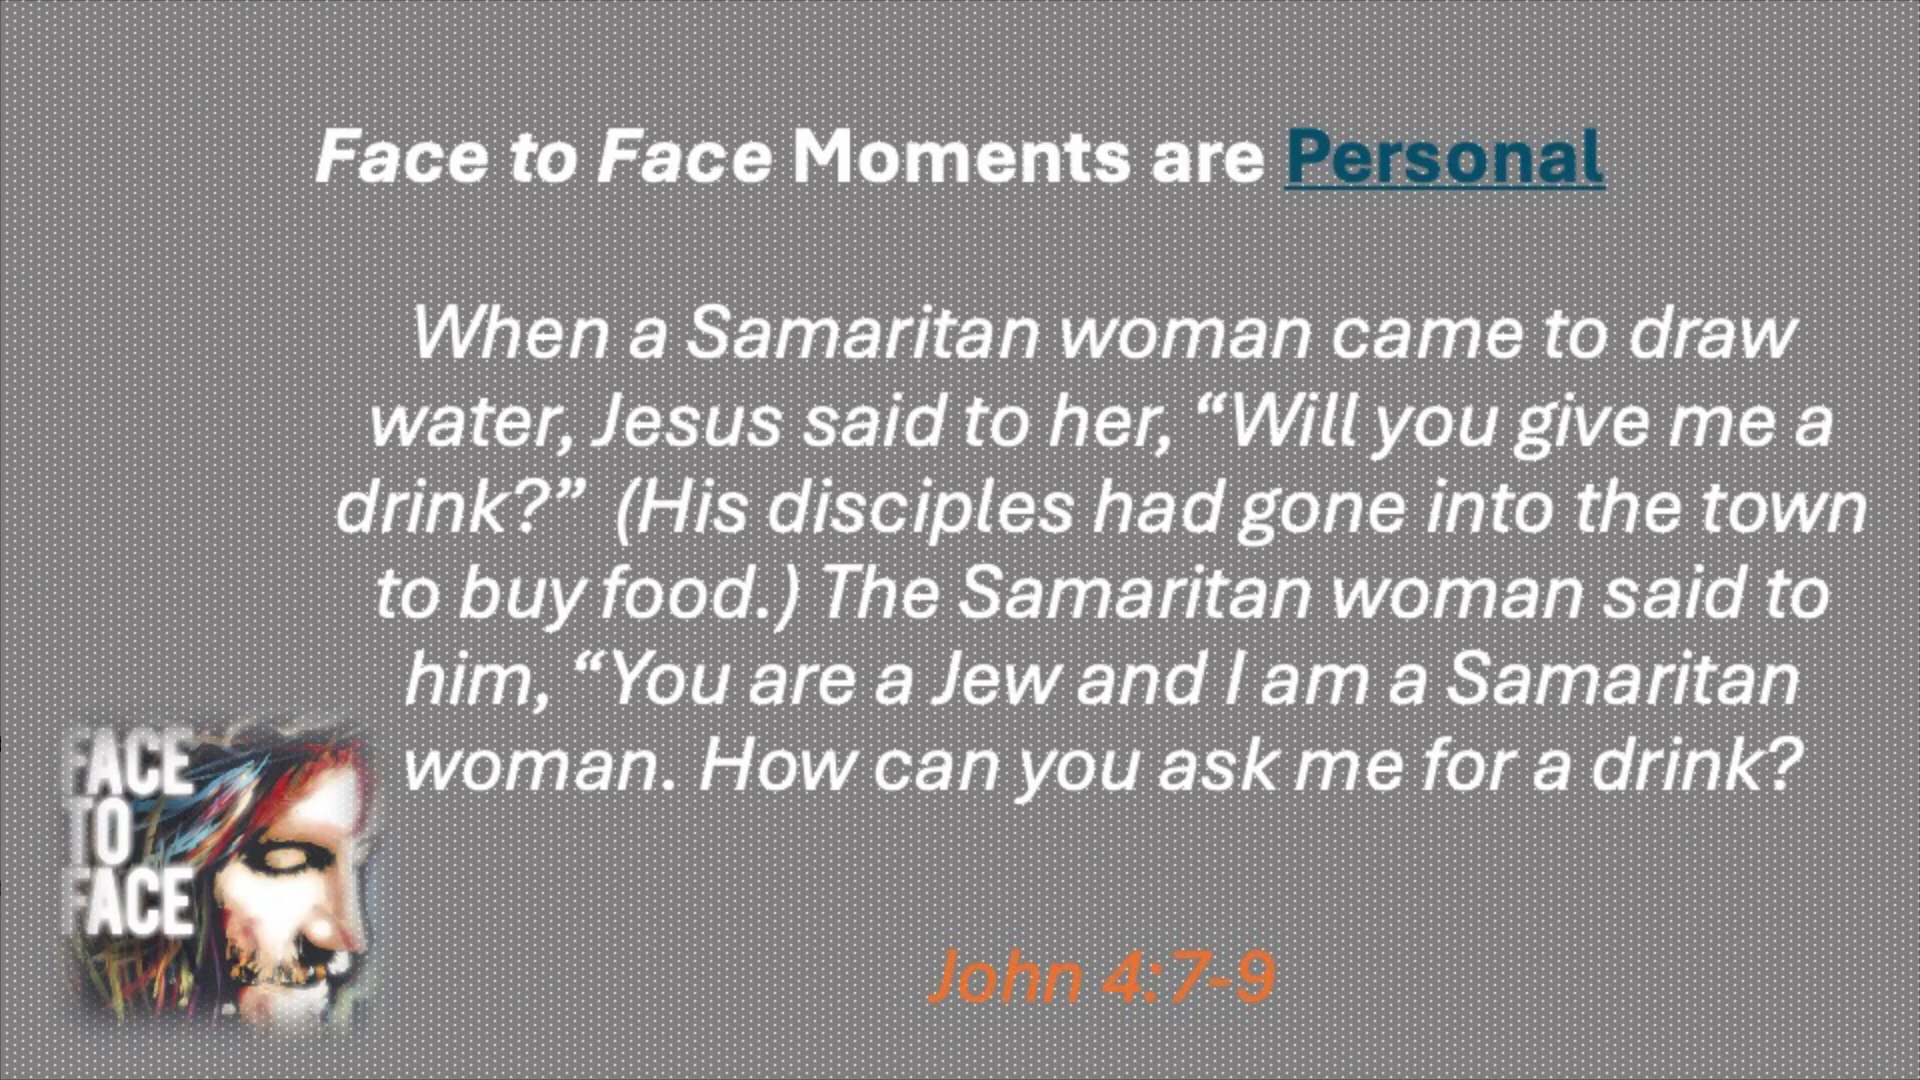 Face to Face Moments are Personal
When a Samaritan woman came to draw
water, Jesus said to her, “Will you give me a
drink?” (His disciples had gone into the town
to buy food.) The Samaritan woman said to
him, “You are a Jew and I am a Samaritan
woman. How can you ask me for a drink?
FACE
TO
FACE
John 4:7-9